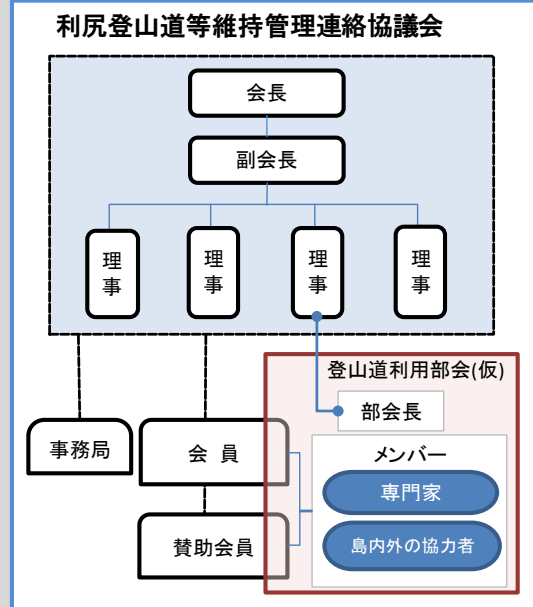 利尻登山道等維持管理連絡協議会
会長
副会長
理事
理事
理事
理事
登山道利用部会(仮)
部会長
事務局
会 員
メンバー
専門家
賛助会員
島内外の協力者